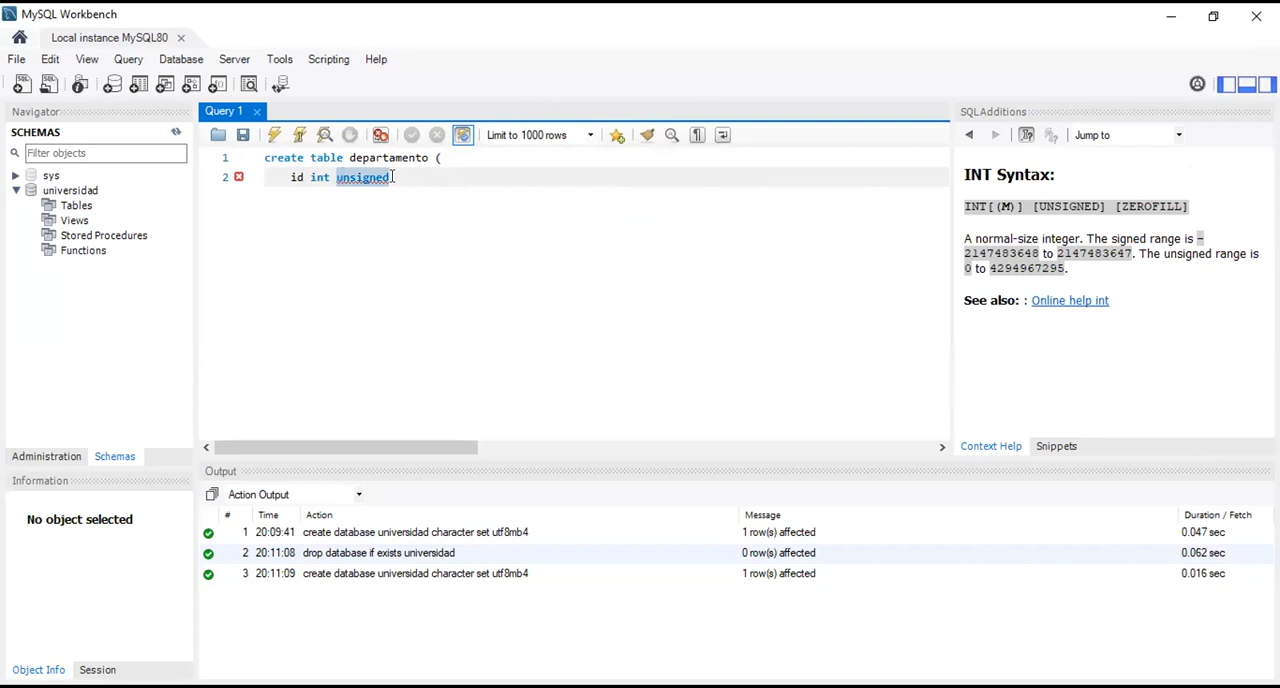 MySQL Workbench
Local instance MySQL80
File Edit View Query Database Server Tools Scripting Help
Navigator
SCHEMAS
Filter objects
sys
universidad
Tables
Views
Stored Procedures
Functions
Administration Schemas
Information
No object selected
Object Info Session
Query 1
Limit to 1000 rows
1 create table departamento (
2 id int unsigned
SQLAdditions
Jump to
INT Syntax:
INT[(M)] [UNSIGNED] [ZEROFILL]
A normal-size integer. The signed range is -
2147483648 to 2147483647. The unsigned range is
0 to 4294967295.
See also: : Online help int
Context Help Snippets
Output
Action Output
# Time Action Message Duration / Fetch
1 20:09:41 create database universidad character set utf8mb4 1 row(s) affected 0.047 sec
2 20:11:08 drop database if exists universidad 0 row(s) affected 0.062 sec
3 20:11:09 create database universidad character set utf8mb4 1 row(s) affected 0.016 sec